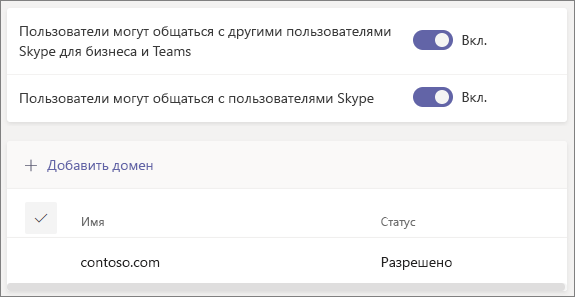 Пользователи могут общаться с другими пользователями
Skype для бизнеса и Teams
Вкл.
Пользователи могут общаться с пользователями Skype
Вкл.
Добавить домен
Имя
Статус
contoso.com
Разрешено